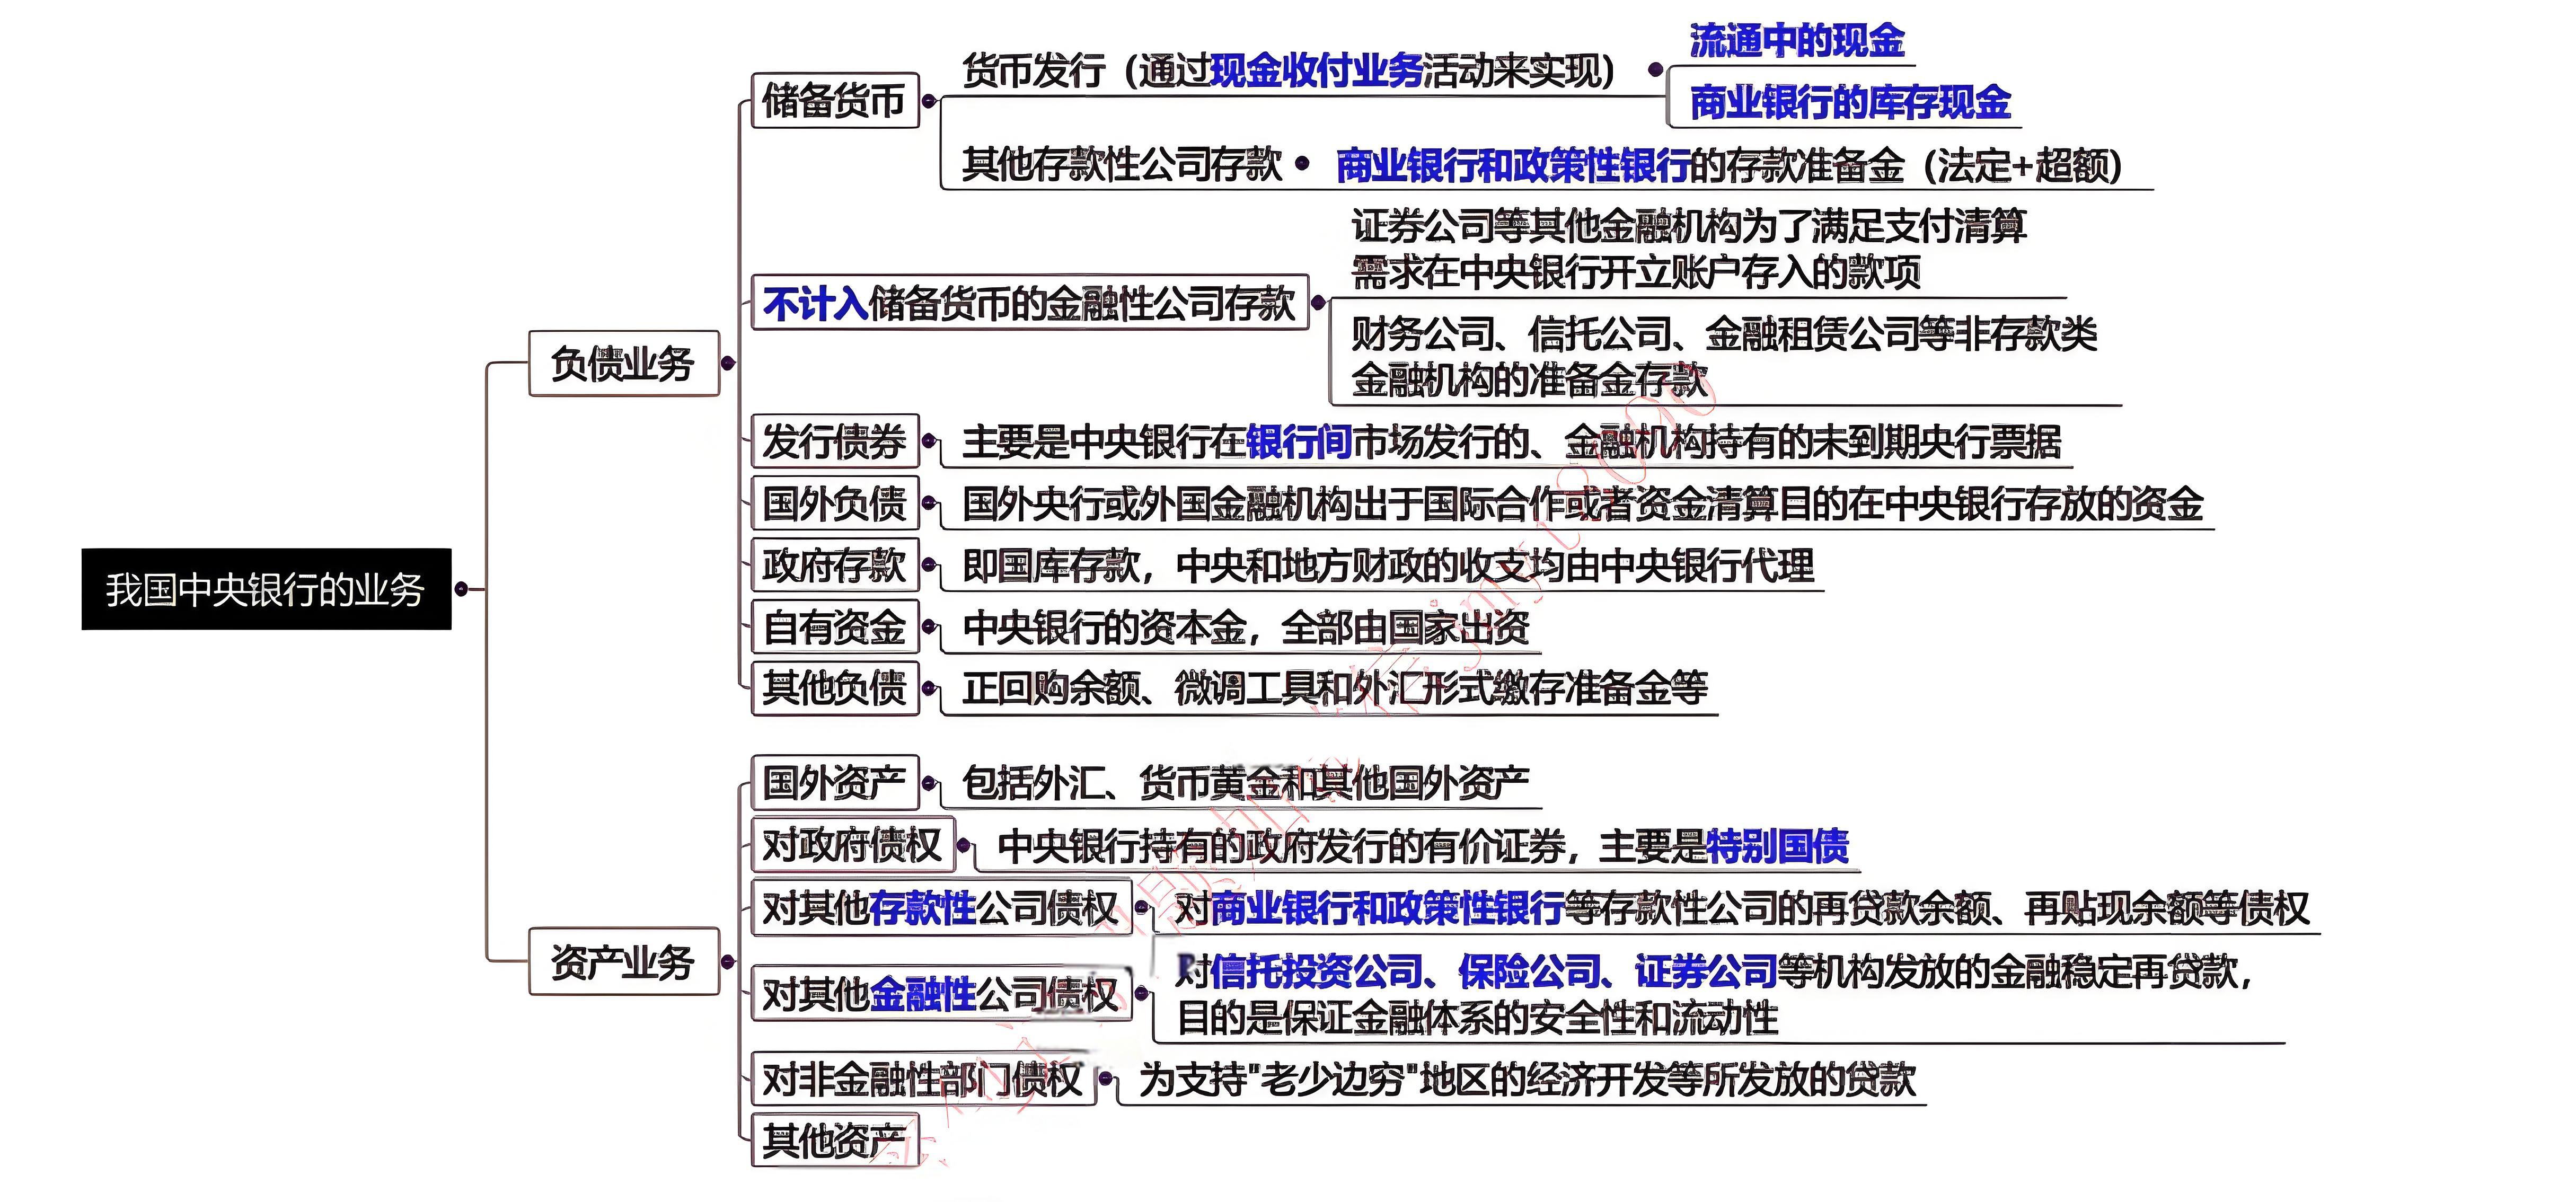 我国中央银行的业务
负债业务
储备货币
货币发行（通过现金收付业务活动来实现）
流通中的现金
商业银行的库存现金
其他存款性公司存款
商业银行和政策性银行的存款准备金（法定+超额）
不计入储备货币的金融性公司存款
证券公司等其他金融机构为了满足支付清算
需求在中央银行开立账户存入的款项
财务公司、信托公司、金融租赁公司等非存款类
金融机构的准备金存款
发行债券
主要是中央银行在银行间市场发行的、金融机构持有的未到期央行票据
国外负债
国外央行或外国金融机构出于国际合作或者资金清算目的在中央银行存放的资金
政府存款
即国库存款，中央和地方财政的收支均由中央银行代理
自有资金
中央银行的资本金，全部由国家出资
其他负债
正回购余额、微调工具和外汇形式缴存准备金等
资产业务
国外资产
包括外汇、货币黄金和其他国外资产
对政府债权
中央银行持有的政府发行的有价证券，主要是特别国债
对其他存款性公司债权
对商业银行和政策性银行等存款性公司的再贷款余额、再贴现余额等债权
对其他金融性公司债权
对信托投资公司、保险公司、证券公司等机构发放的金融稳定再贷款，
目的是保证金融体系的安全性和流动性
对非金融性部门债权
为支持"老少边穷"地区的经济开发等所发放的贷款
其他资产